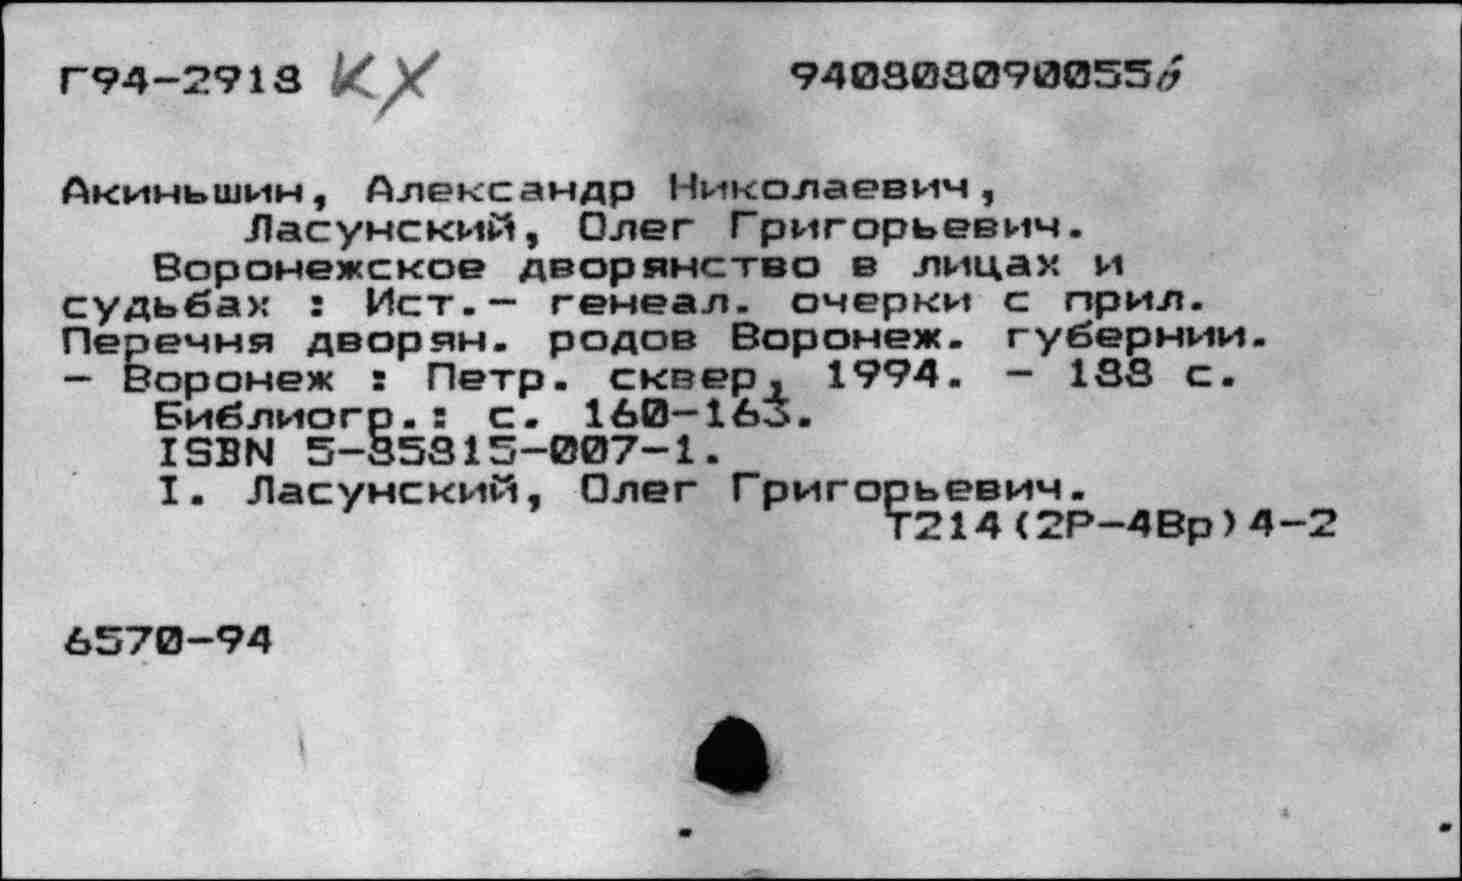 Г94-2918 КХ 9408080900558
Акиньшин, Александр Николаевич,
Ласунский, Олег Григорьевич.
Воронежское дворянство в лицах и
судьбах : Ист.- генеал. очерки с прил.
Перечня дворян. родов Воронеж. губернии.
- Воронеж : Петр. сквер, 1994. - 188 с.
Библиогр.: с. 160-163.
ISBN 5-85815-007-1.
I. Ласунский, Олег Григорьевич.
Т214(2Р-4Вр)4-2
6570-94